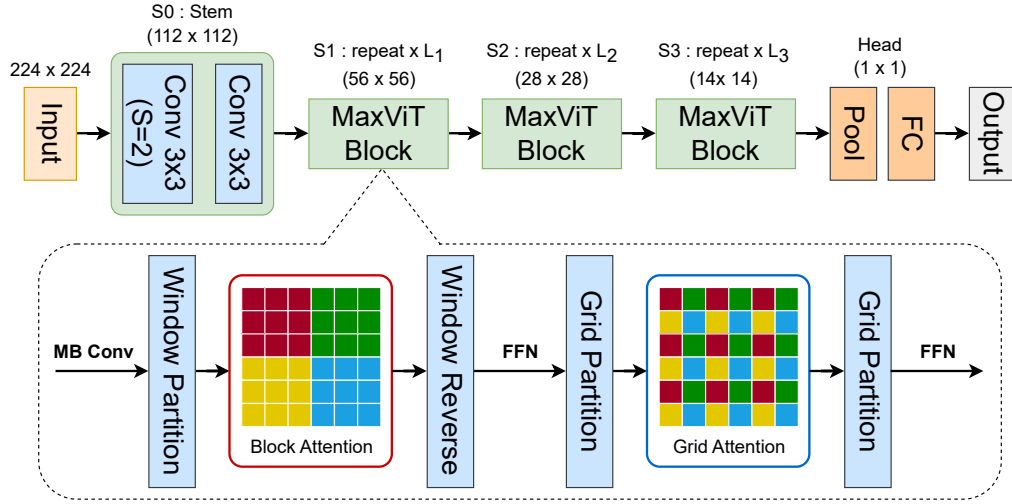 S0 : Stem
(112 x 112)
224 x 224
Input
Conv 3x3
(S=2)
Conv 3x3
S1 : repeat x L1
(56 x 56)
MaxViT
Block
S2 : repeat x L2
(28 x 28)
MaxViT
Block
S3 : repeat x L3
(14x 14)
MaxViT
Block
Head
(1 x 1)
Pool
FC
Output
MB Conv
Window Partition
Block Attention
Window Reverse
FFN
Grid Partition
Grid Attention
Grid Partition
FFN